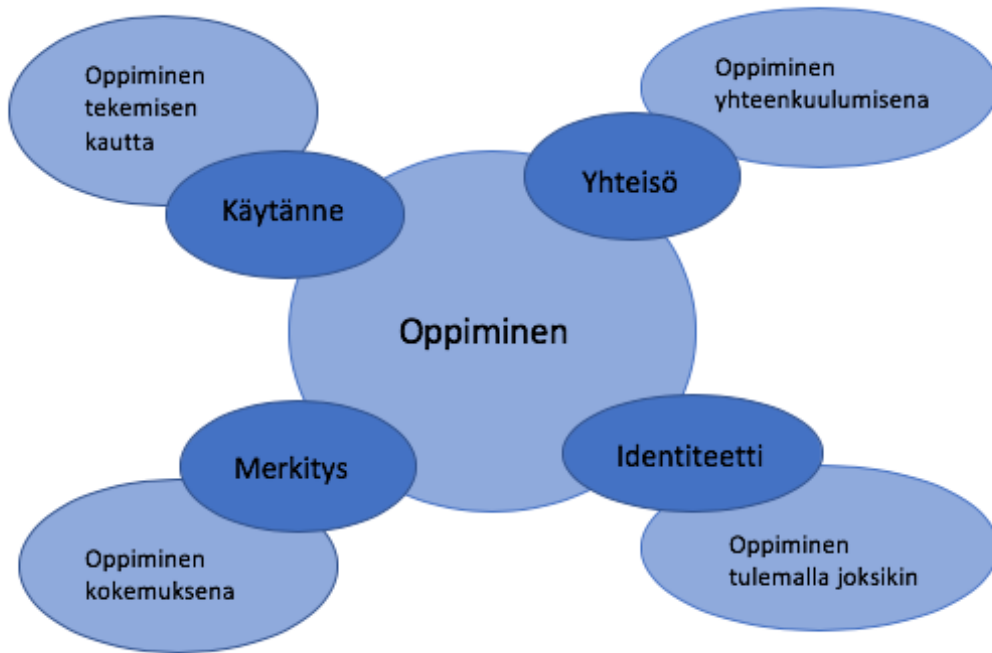 Oppiminen
tekemisen
kautta
Käytänne
Oppiminen
yhteenkuulumisena
Yhteisö
Oppiminen
Merkitys
Oppiminen
kokemuksena
Identiteetti
Oppiminen
tulemalla joksikin